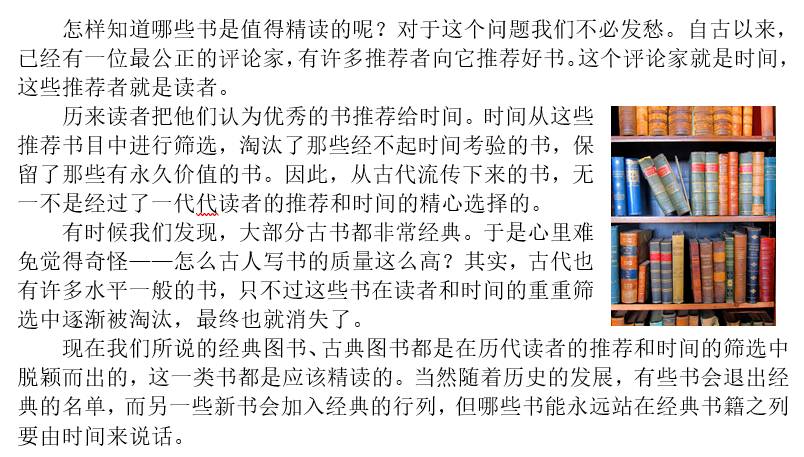 怎样知道哪些书是值得精读的呢？对于这个问题我们不必发愁。自古以来，
已经有一位最公正的评论家，有许多推荐者向它推荐好书。这个评论家就是时间，
这些推荐者就是读者。
历来读者把他们认为优秀的书推荐给时间。时间从这些
推荐书目中进行筛选，淘汰了那些经不起时间考验的书，保
留了那些有永久价值的书。因此，从古代流传下来的书，无
一不是经过了一代代读者的推荐和时间的精心选择的。
有时候我们发现，大部分古书都非常经典。于是心里难
免觉得奇怪——怎么古人写书的质量这么高？其实，古代也
有许多水平一般的书，只不过这些书在读者和时间的重重筛
选中逐渐被淘汰，最终也就消失了。
现在我们所说的经典图书、古典图书都是在历代读者的推荐和时间的筛选中
脱颖而出的，这一类书都是应该精读的。当然随着历史的发展，有些书会退出经
典的名单，而另一些新书会加入经典的行列，但哪些书能永远站在经典书籍之列
要由时间来说话。